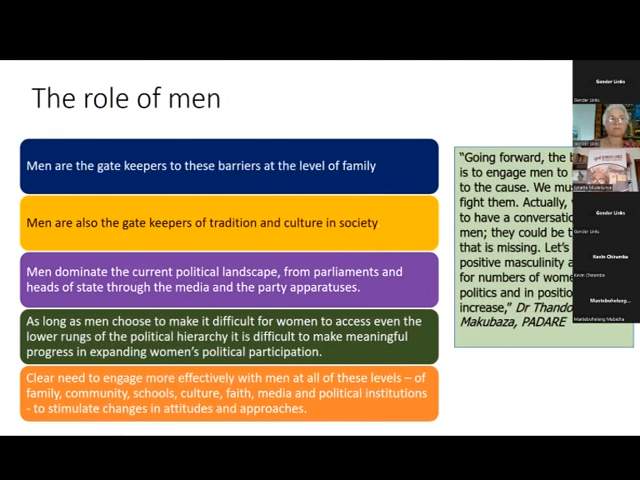 The role of men
Men are the gate keepers to these barriers at the level of family
Men are also the gate keepers of tradition and culture in society
Men dominate the current political landscape, from parliaments and
heads of state through the media and the party apparatuses.
As long as men choose to make it difficult for women to access even the
lower rungs of the political hierarchy it is difficult to make meaningful
progress in expanding women's political participation.
Clear need to engage more effectively with men at all of these levels – of
family, community, schools, culture, faith, media and political institutions
- to stimulate changes in attitudes and approaches.
"Going forward, the
is to engage men to
to the cause. We
fight them. Actually,
to have a conversation
men; they could be
that is missing. Let's
positive masculinity
for numbers of
politics and in
increase," Dr Thando
Makubaza, PADARE
Gender Links
Gender Links
Gender Links
Gender Links
Gender Links
Kevin Chiramba
Kevin Chiramba
Mantebeheleng...